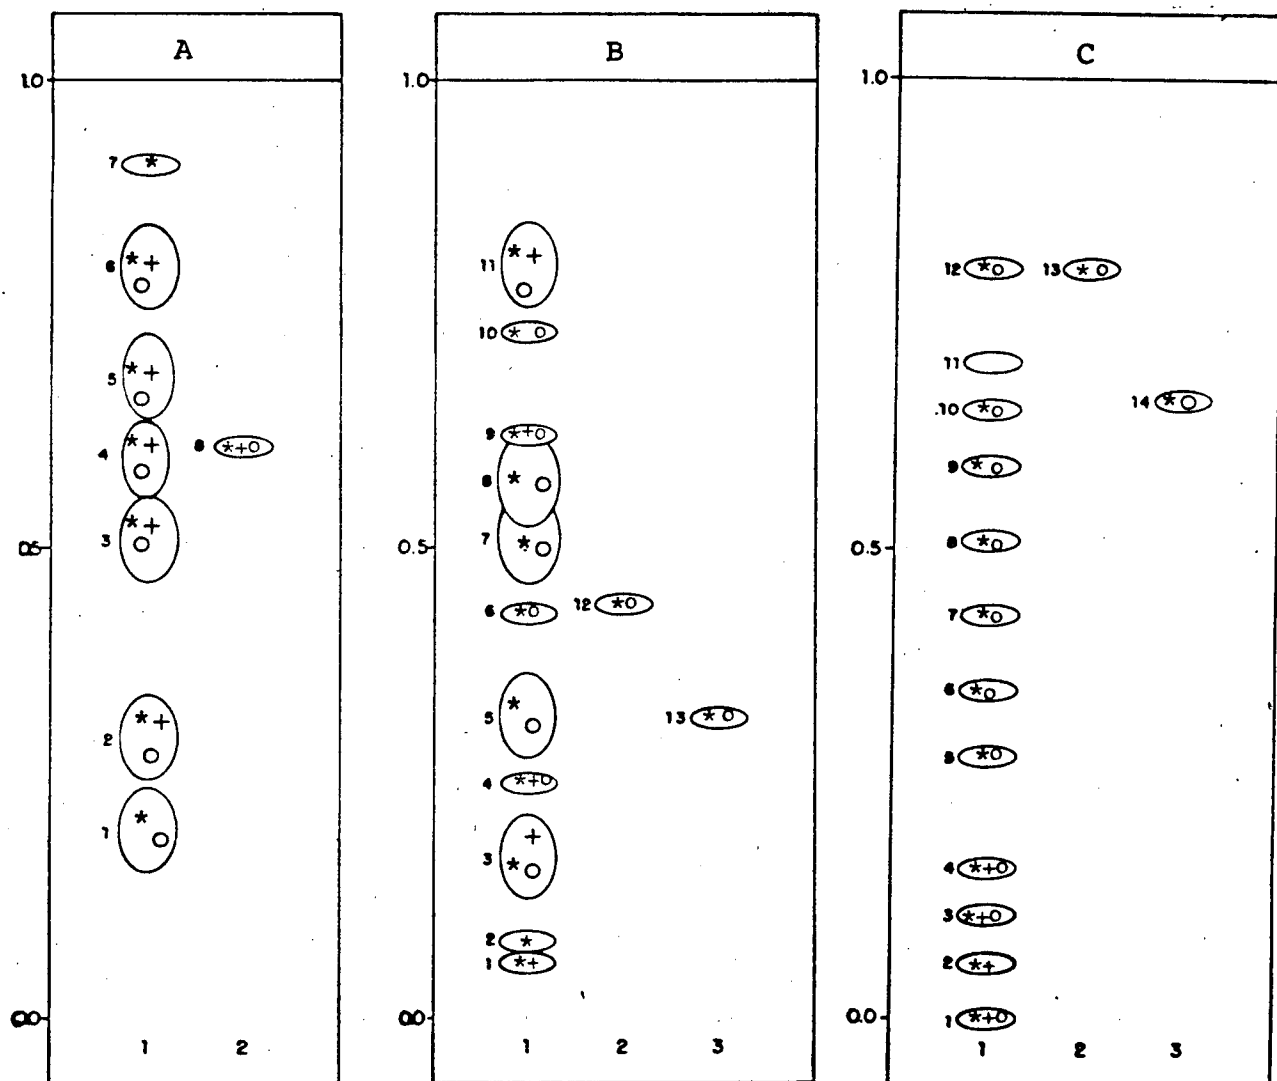 A
1.0
7 *
6 * + o
5 * + o
4 * + o
8 * + o
0.5
3 * + o
2 * + o
1 * o
0.0
1 2
B
1.0
11 * + o
10 * o
9 * + o
8 * o
7 * o
0.5
6 * o
12 * o
5 * o
13 * o
4 * + o
3 + * o
2 *
1 * +
0.0
1 2 3
C
1.0
12 * o
13 * o
11
14 * o
10 * o
9 * o
8 * o
0.5
7 * o
6 * o
5 * o
4 * + o
3 * + o
2 * +
1 * + o
0.0
1 2 3